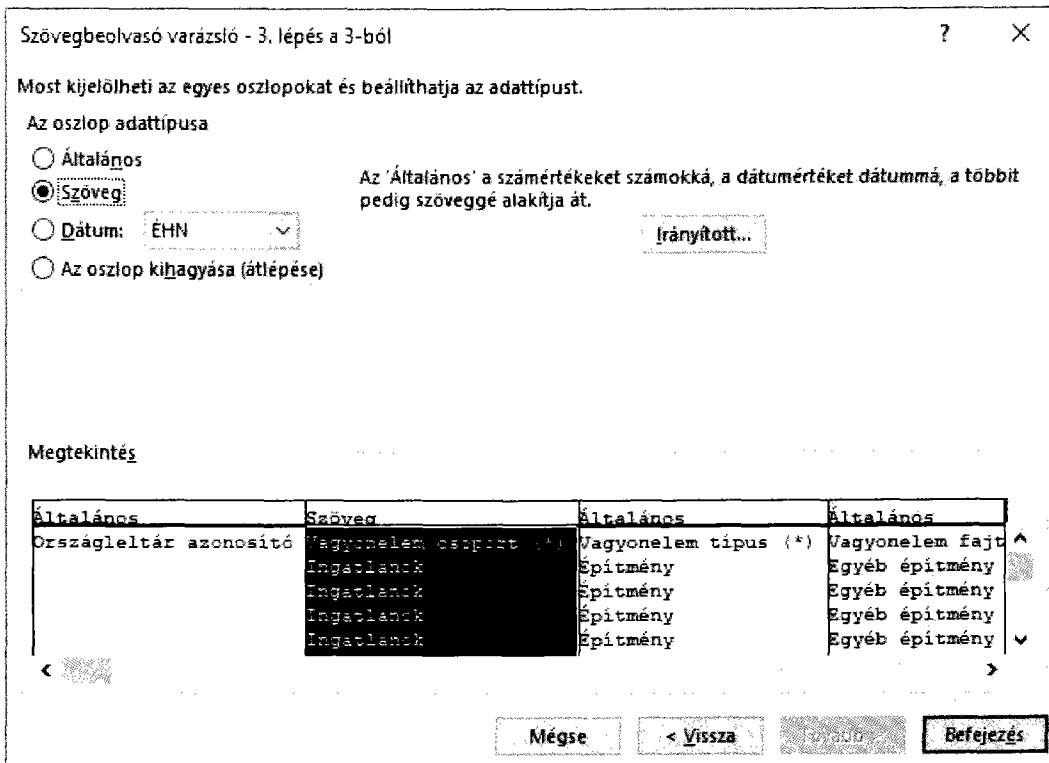 Szövegbeolvasó varázsló - 3. lépés a 3-ból ? ×
Most kijelölheti az egyes oszlopokat és beállíthatja az adattípust.
Az oszlop adattípusa
Általános
Szöveg
Dátum: ÉHN
Az oszlop kihagyása (átlépése)
Az 'Általános' a számértékeket számokká, a dátumértéket dátummá, a többit
pedig szöveggé alakítja át.
Irányított...
Megtekintés
Általános Szöveg Általános Általános
Országleltár azonosító Vagyonelem csoport (*) Vagyonelem típus (*) Vagyonelem fajt
Ingatlanok Építmény Egyéb építmény
Ingatlanok Építmény Egyéb építmény
Ingatlanok Építmény Egyéb építmény
Ingatlanok Építmény Egyéb építmény
Mégse < Vissza Tovább Befejezés